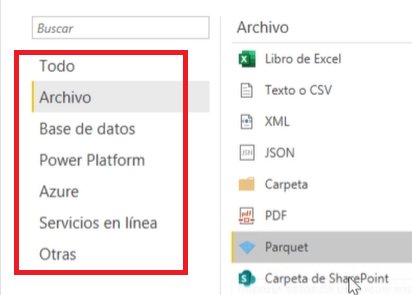 Buscar
Todo
Archivo
Base de datos
Power Platform
Azure
Servicios en línea
Otras
Archivo
Libro de Excel
Texto o CSV
XML
JSON
Carpeta
PDF
Parquet
Carpeta de SharePoint